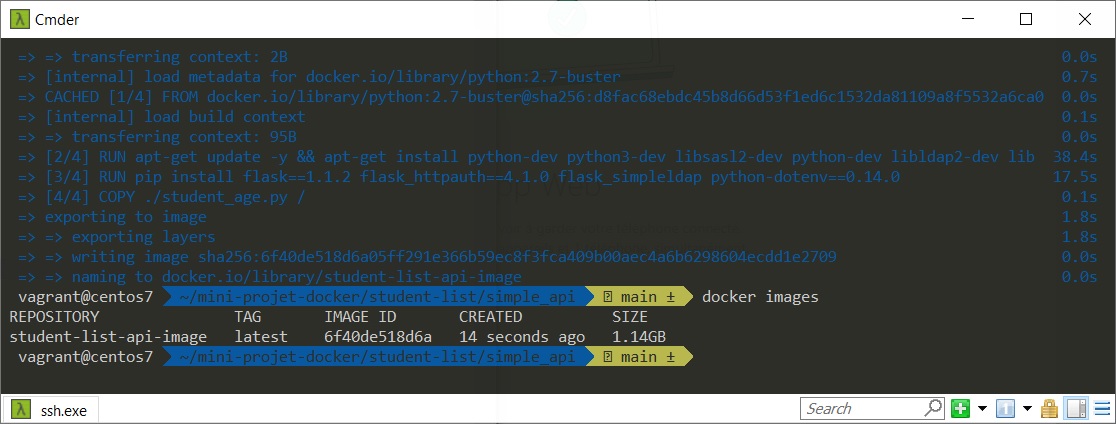 Cmder
=> => transferring context: 2B 0.0s
=> [internal] load metadata for docker.io/library/python:2.7-buster 0.7s
=> CACHED [1/4] FROM docker.io/library/python:2.7-buster@sha256:d8fac68ebdc45b8d66d53f1ed6c1532da81109a8f5532a6ca0 0.0s
=> [internal] load build context 0.1s
=> => transferring context: 95B 0.0s
=> [2/4] RUN apt-get update -y && apt-get install python-dev python3-dev libsasl2-dev python-dev libldap2-dev lib 38.4s
=> [3/4] RUN pip install flask==1.1.2 flask_httpauth==4.1.0 flask_simpleldap python-dotenv==0.14.0 17.5s
=> [4/4] COPY ./student_age.py / 0.1s
=> exporting to image 1.8s
=> => exporting layers 1.8s
=> => writing image sha256:6f40de518d6a05ff291e366b59ec8f3fca409b00aec4a6b6298604ecdd1e2709 0.0s
=> => naming to docker.io/library/student-list-api-image 0.0s
vagrant@centos7 ~/mini-projet-docker/student-list/simple_api main ± docker images
REPOSITORY TAG IMAGE ID CREATED SIZE
student-list-api-image latest 6f40de518d6a 14 seconds ago 1.14GB
vagrant@centos7 ~/mini-projet-docker/student-list/simple_api main ±
λ ssh.exe Search 1